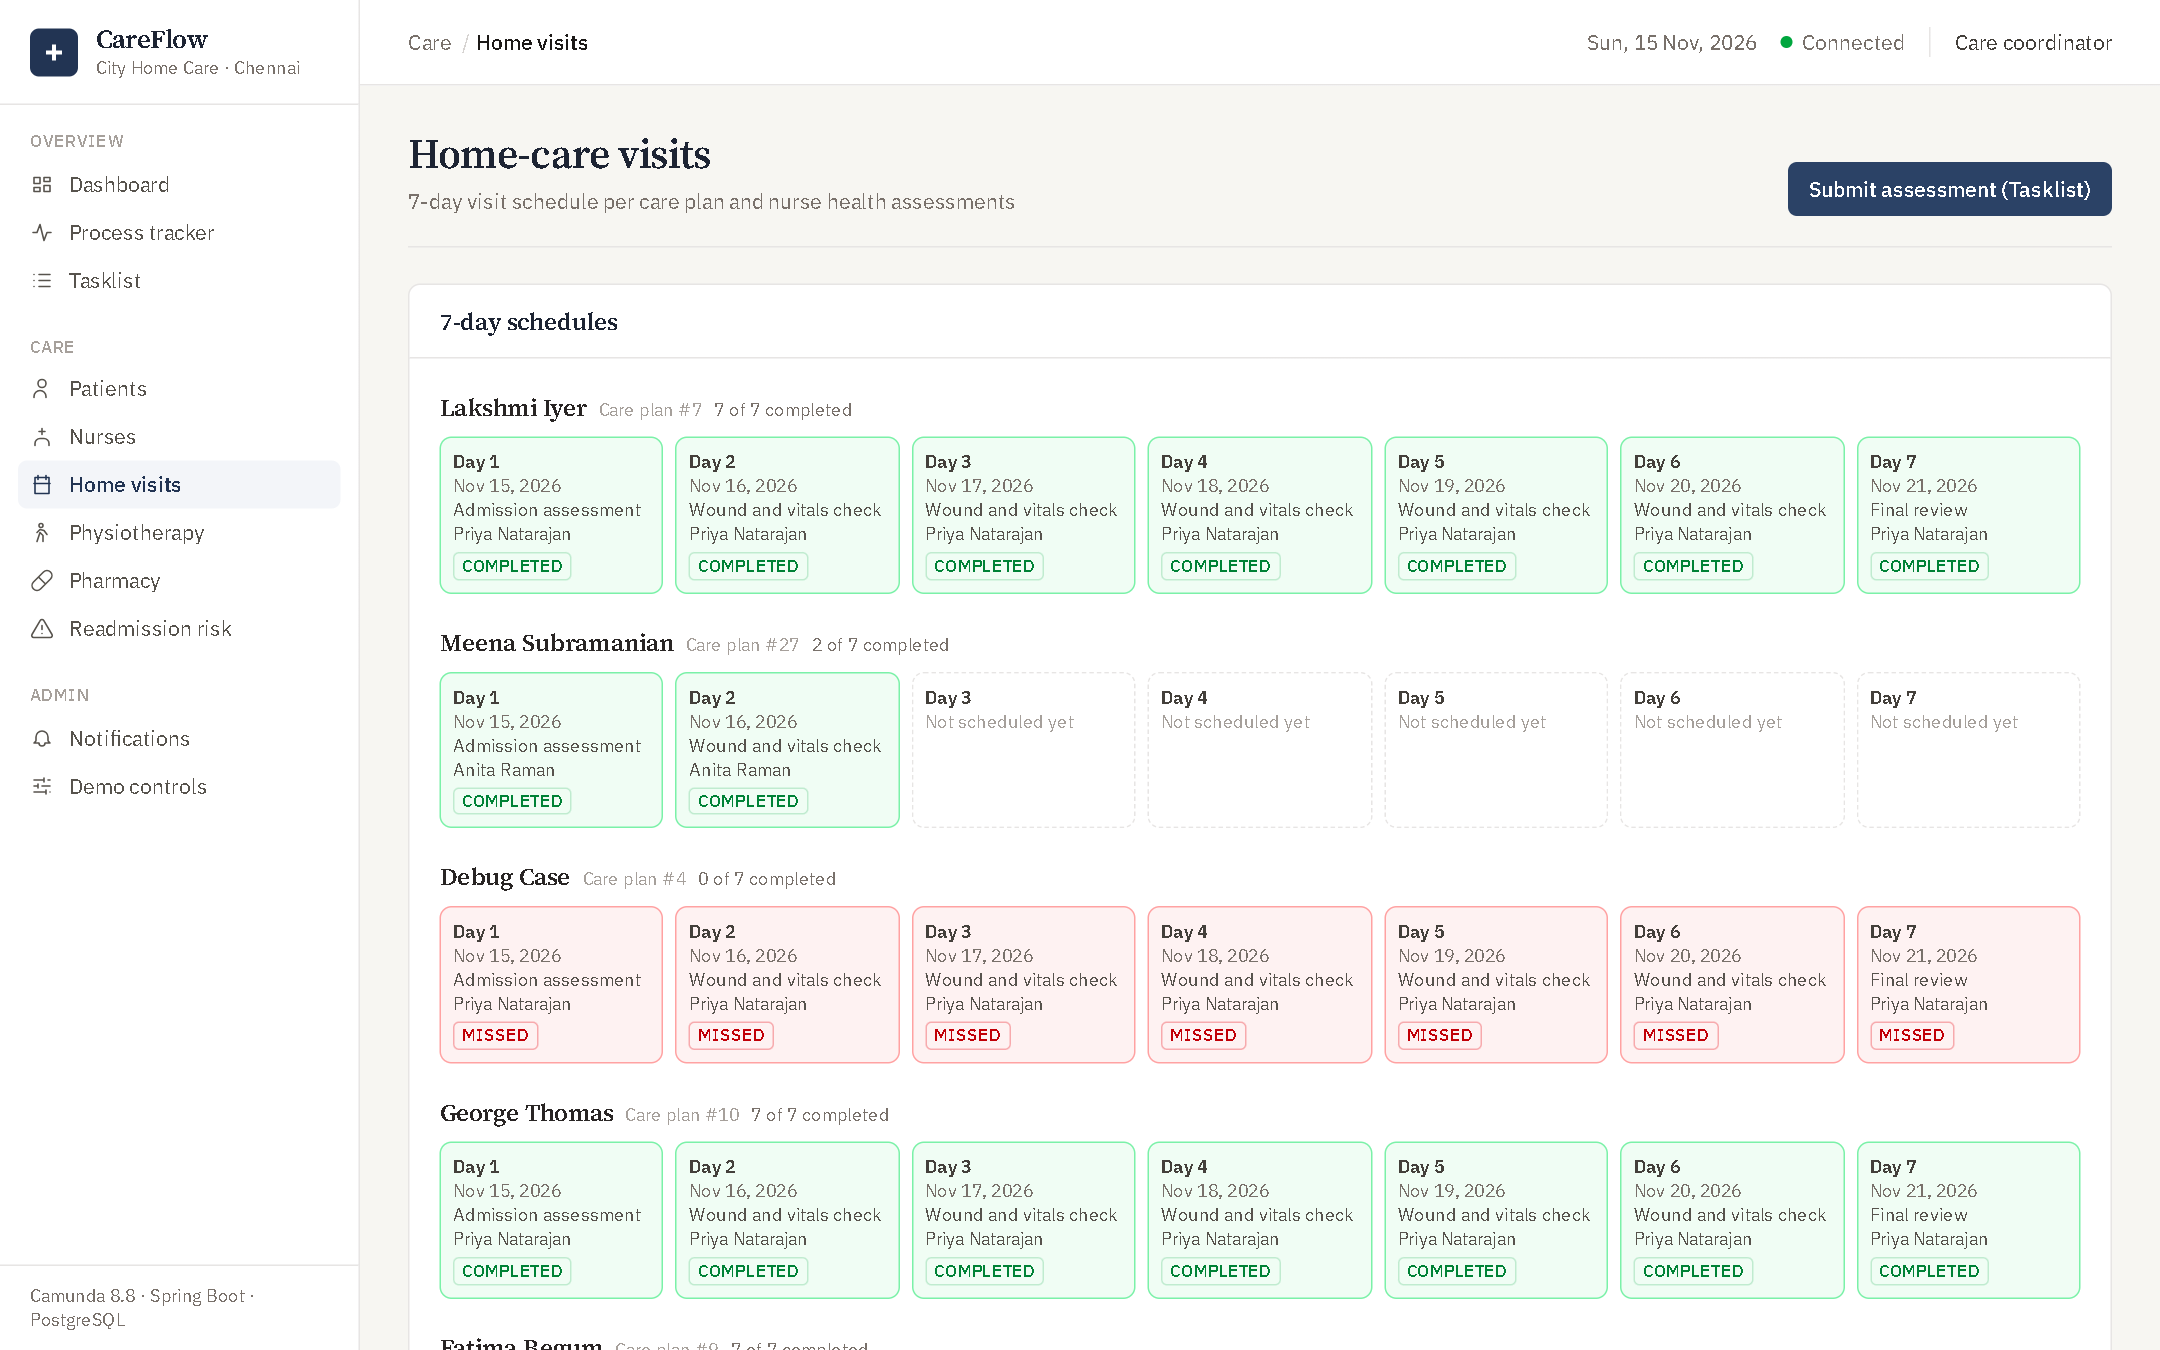 CareFlow
City Home Care · Chennai
OVERVIEW
Dashboard
Process tracker
Tasklist
CARE
Patients
Nurses
Home visits
Physiotherapy
Pharmacy
Readmission risk
ADMIN
Notifications
Demo controls
Camunda 8.8 · Spring Boot ·
PostgreSQL
Care / Home visits
Sun, 15 Nov, 2026 Connected Care coordinator
Home-care visits
7-day visit schedule per care plan and nurse health assessments
Submit assessment (Tasklist)
7-day schedules
Lakshmi Iyer Care plan #7 7 of 7 completed
Day 1 Day 2 Day 3 Day 4 Day 5 Day 6 Day 7
Nov 15, 2026 Nov 16, 2026 Nov 17, 2026 Nov 18, 2026 Nov 19, 2026 Nov 20, 2026 Nov 21, 2026
Admission assessment Wound and vitals check Wound and vitals check Wound and vitals check Wound and vitals check Wound and vitals check Final review
Priya Natarajan Priya Natarajan Priya Natarajan Priya Natarajan Priya Natarajan Priya Natarajan Priya Natarajan
COMPLETED COMPLETED COMPLETED COMPLETED COMPLETED COMPLETED COMPLETED
Meena Subramanian Care plan #27 2 of 7 completed
Day 1 Day 2 Day 3 Day 4 Day 5 Day 6 Day 7
Nov 15, 2026 Nov 16, 2026 Not scheduled yet Not scheduled yet Not scheduled yet Not scheduled yet Not scheduled yet
Admission assessment Wound and vitals check
Anita Raman Anita Raman
COMPLETED COMPLETED
Debug Case Care plan #4 0 of 7 completed
Day 1 Day 2 Day 3 Day 4 Day 5 Day 6 Day 7
Nov 15, 2026 Nov 16, 2026 Nov 17, 2026 Nov 18, 2026 Nov 19, 2026 Nov 20, 2026 Nov 21, 2026
Admission assessment Wound and vitals check Wound and vitals check Wound and vitals check Wound and vitals check Wound and vitals check Final review
Priya Natarajan Priya Natarajan Priya Natarajan Priya Natarajan Priya Natarajan Priya Natarajan Priya Natarajan
MISSED MISSED MISSED MISSED MISSED MISSED MISSED
George Thomas Care plan #10 7 of 7 completed
Day 1 Day 2 Day 3 Day 4 Day 5 Day 6 Day 7
Nov 15, 2026 Nov 16, 2026 Nov 17, 2026 Nov 18, 2026 Nov 19, 2026 Nov 20, 2026 Nov 21, 2026
Admission assessment Wound and vitals check Wound and vitals check Wound and vitals check Wound and vitals check Wound and vitals check Final review
Priya Natarajan Priya Natarajan Priya Natarajan Priya Natarajan Priya Natarajan Priya Natarajan Priya Natarajan
COMPLETED COMPLETED COMPLETED COMPLETED COMPLETED COMPLETED COMPLETED
Fatima Begum Care plan #9 7 of 7 completed